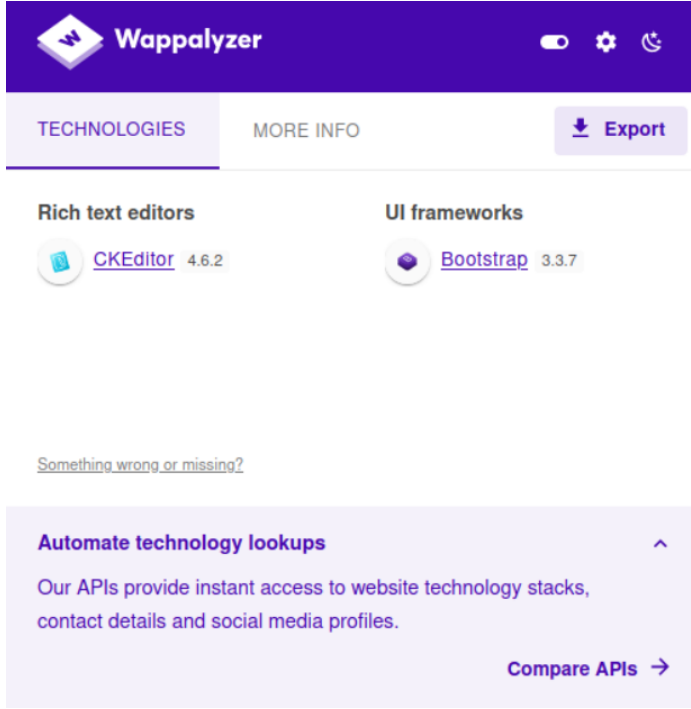 Wappalyzer
TECHNOLOGIES
MORE INFO
Export
Rich text editors
CKEditor 4.6.2
UI frameworks
Bootstrap 3.3.7
Something wrong or missing?
Automate technology lookups
Our APIs provide instant access to website technology stacks,
contact details and social media profiles.
Compare APIs